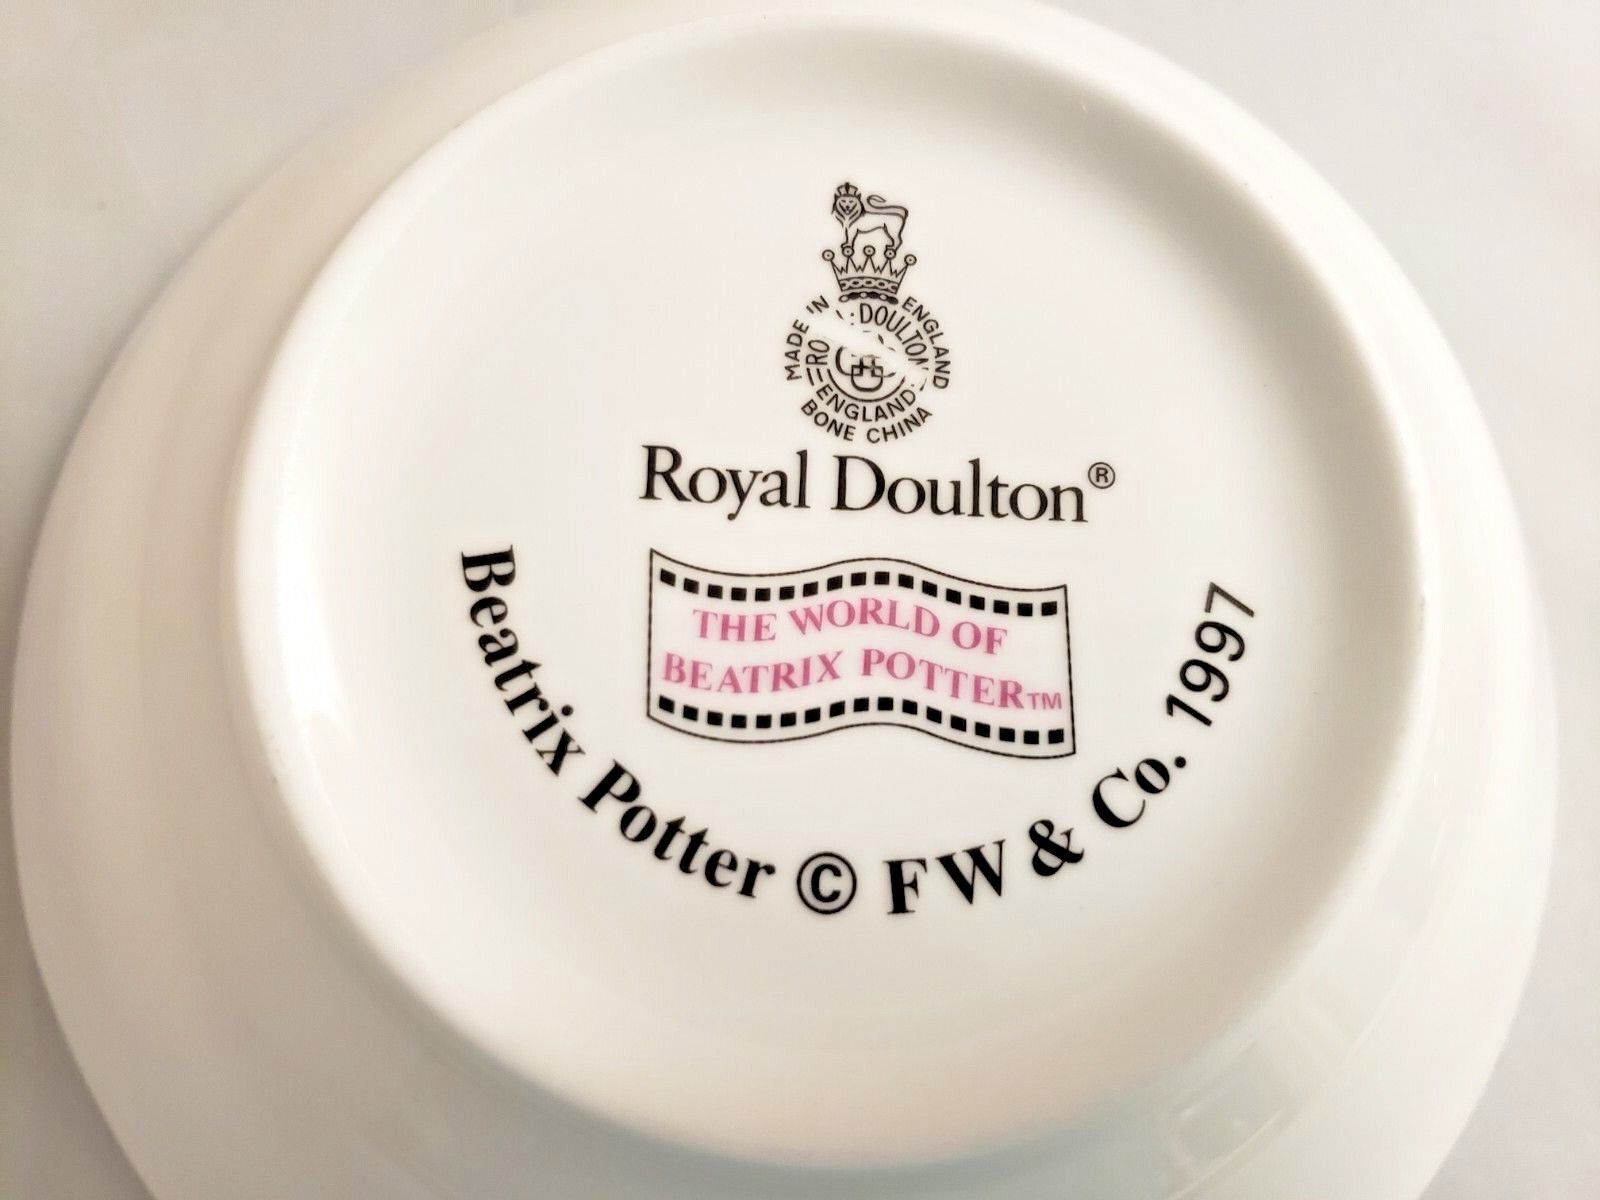 MADE IN ENGLAND
DOULTON
ENGLAND
BONE CHINA
Royal Doulton®
THE WORLD OF
BEATRIX POTTER™
Beatrix Potter © FW & Co. 1997